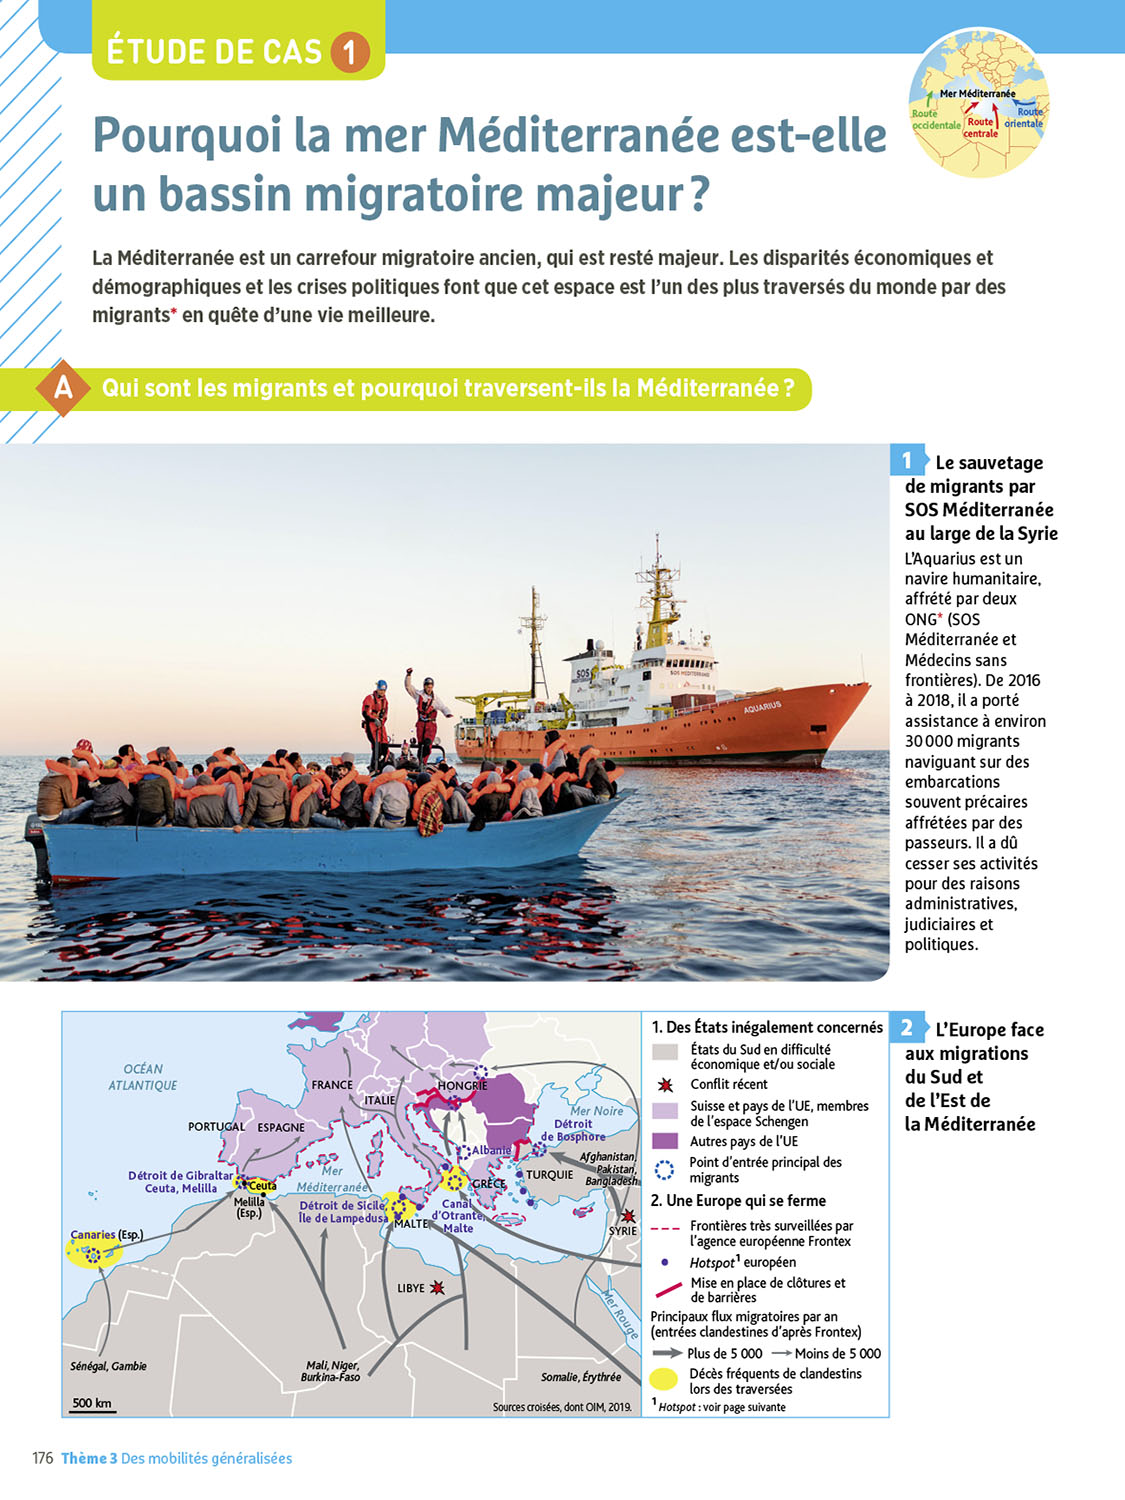 ÉTUDE DE CAS 1
Mer Méditerranée
Route
occidentale
Route
centrale
Route
orientale
Pourquoi la mer Méditerranée est-elle
un bassin migratoire majeur ?
La Méditerranée est un carrefour migratoire ancien, qui est resté majeur. Les disparités économiques et
démographiques et les crises politiques font que cet espace est l’un des plus traversés du monde par des
migrants* en quête d’une vie meilleure.
A Qui sont les migrants et pourquoi traversent-ils la Méditerranée ?
SOS
SOS MEDITERRANEE
AQUARIUS
1 Le sauvetage
de migrants par
SOS Méditerranée
au large de la Syrie
L’Aquarius est un
navire humanitaire,
affrété par deux
ONG* (SOS
Méditerranée et
Médecins sans
frontières). De 2016
à 2018, il a porté
assistance à environ
30 000 migrants
naviguant sur des
embarcations
souvent précaires
affrétées par des
passeurs. Il a dû
cesser ses activités
pour des raisons
administratives,
judiciaires et
politiques.
OCÉAN
ATLANTIQUE
FRANCE
HONGRIE
ITALIE
PORTUGAL
ESPAGNE
Mer Noire
Détroit
de Bosphore
Albanie
Afghanistan,
Pakistan,
Bangladesh
Détroit de Gibraltar
Ceuta, Melilla
Ceuta
Mer
Méditerranée
GRÈCE
TURQUIE
Melilla
(Esp.)
Détroit de Sicile
Île de Lampedusa
MALTE
Canal
d’Otrante,
Malte
SYRIE
Canaries (Esp.)
LIBYE
Mer Rouge
Sénégal, Gambie
Mali, Niger,
Burkina-Faso
Somalie, Érythrée
500 km
Sources croisées, dont OIM, 2019.
1. Des États inégalement concernés
États du Sud en difficulté
économique et/ou sociale
Conflit récent
Suisse et pays de l’UE, membres
de l’espace Schengen
Autres pays de l’UE
Point d’entrée principal des
migrants
2. Une Europe qui se ferme
Frontières très surveillées par
l’agence européenne Frontex
Hotspot1 européen
Mise en place de clôtures et
de barrières
Principaux flux migratoires par an
(entrées clandestines d’après Frontex)
Plus de 5 000 Moins de 5 000
Décès fréquents de clandestins
lors des traversées
1 Hotspot : voir page suivante
2 L’Europe face
aux migrations
du Sud et
de l’Est de
la Méditerranée
176 Thème 3 Des mobilités généralisées